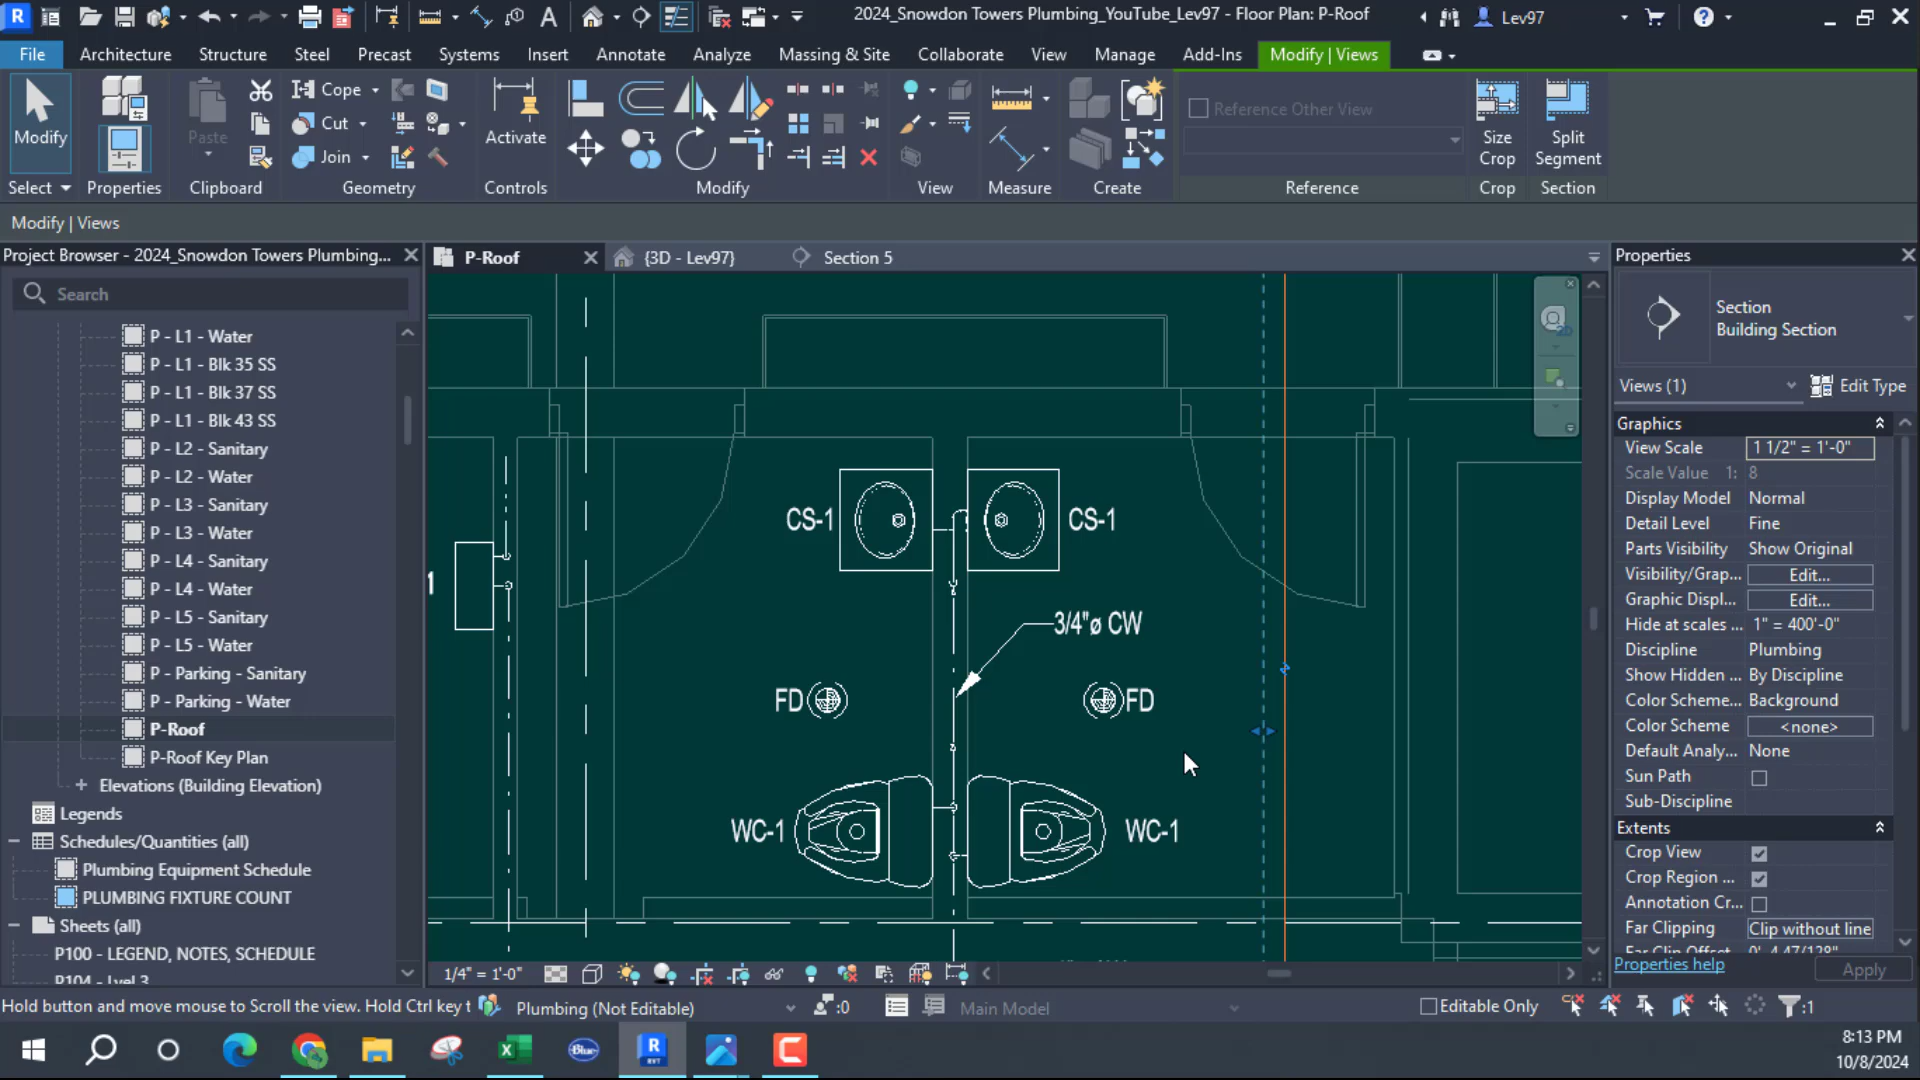 2024_Snowdon Towers Plumbing_YouTube_Lev97 - Floor Plan: P-Roof
Lev97
File Architecture Structure Steel Precast Systems Insert Annotate Analyze Massing & Site Collaborate View Manage Add-Ins Modify | Views
Modify
Paste
Cope
Cut
Join
Activate
Reference Other View
Size Crop
Split Segment
Select Properties Clipboard Geometry Controls Modify View Measure Create Reference Crop Section
Modify | Views
Project Browser - 2024_Snowdon Towers Plumbing...
Search
P - L1 - Water
P - L1 - Blk 35 SS
P - L1 - Blk 37 SS
P - L1 - Blk 43 SS
P - L2 - Sanitary
P - L2 - Water
P - L3 - Sanitary
P - L3 - Water
P - L4 - Sanitary
P - L4 - Water
P - L5 - Sanitary
P - L5 - Water
P - Parking - Sanitary
P - Parking - Water
P-Roof
P-Roof Key Plan
Elevations (Building Elevation)
Legends
Schedules/Quantities (all)
Plumbing Equipment Schedule
PLUMBING FIXTURE COUNT
Sheets (all)
P100 - LEGEND, NOTES, SCHEDULE
P104 - Lvel 3
P-Roof {3D - Lev97} Section 5
CS-1 CS-1
1
3/4"ø CW
FD FD
WC-1 WC-1
Properties
Section
Building Section
Views (1) Edit Type
Graphics
View Scale 1 1/2" = 1'-0"
Scale Value 1: 8
Display Model Normal
Detail Level Fine
Parts Visibility Show Original
Visibility/Grap... Edit...
Graphic Displ... Edit...
Hide at scales ... 1" = 400'-0"
Discipline Plumbing
Show Hidden ... By Discipline
Color Scheme... Background
Color Scheme <none>
Default Analy... None
Sun Path
Sub-Discipline
Extents
Crop View
Crop Region ...
Annotation Cr...
Far Clipping Clip without line
Far Clip Offset 0' 4 47/128"
Properties help Apply
1/4" = 1'-0"
Hold button and move mouse to Scroll the view. Hold Ctrl key t Plumbing (Not Editable) :0 Main Model Editable Only :1
Blue
8:13 PM
10/8/2024